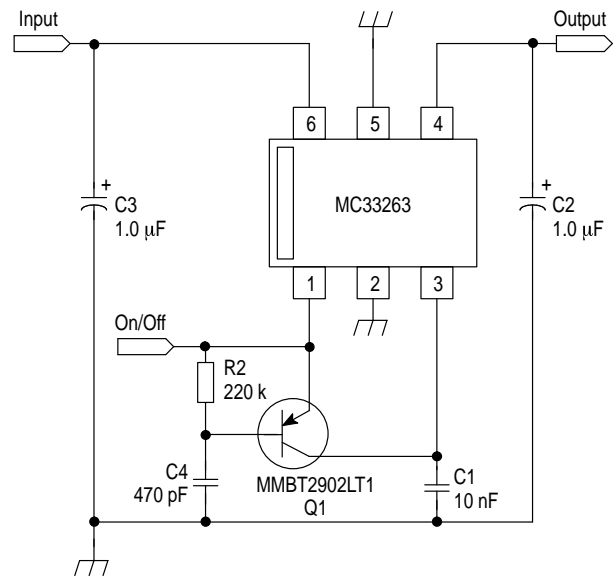 Input
Output
6
5
4
+
C3
1.0 µF
MC33263
+
C2
1.0 µF
1
2
3
On/Off
R2
220 k
C4
470 pF
MMBT2902LT1
Q1
C1
10 nF